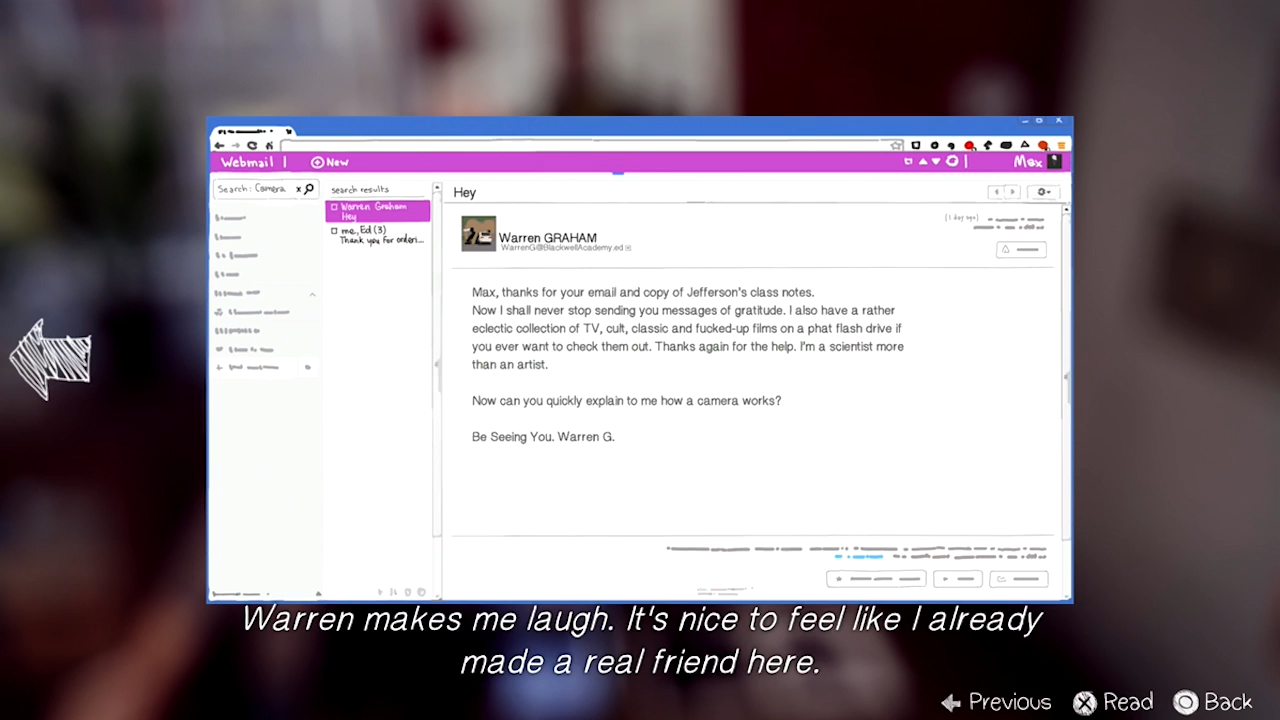 Webmail |
New
| Max
Search: Camera x
search results
Warren Graham
Hey
me, Ed (3)
Thank you for orderi...
Hey
(1 day ago)
Warren GRAHAM
WarrenG@BlackwellAcademy.ed
Max, thanks for your email and copy of Jefferson's class notes.
Now I shall never stop sending you messages of gratitude. I also have a rather
eclectic collection of TV, cult, classic and fucked-up films on a phat flash drive if
you ever want to check them out. Thanks again for the help. I'm a scientist more
than an artist.
Now can you quickly explain to me how a camera works?
Be Seeing You. Warren G.
Warren makes me laugh. It's nice to feel like I already
made a real friend here.
Previous Read Back